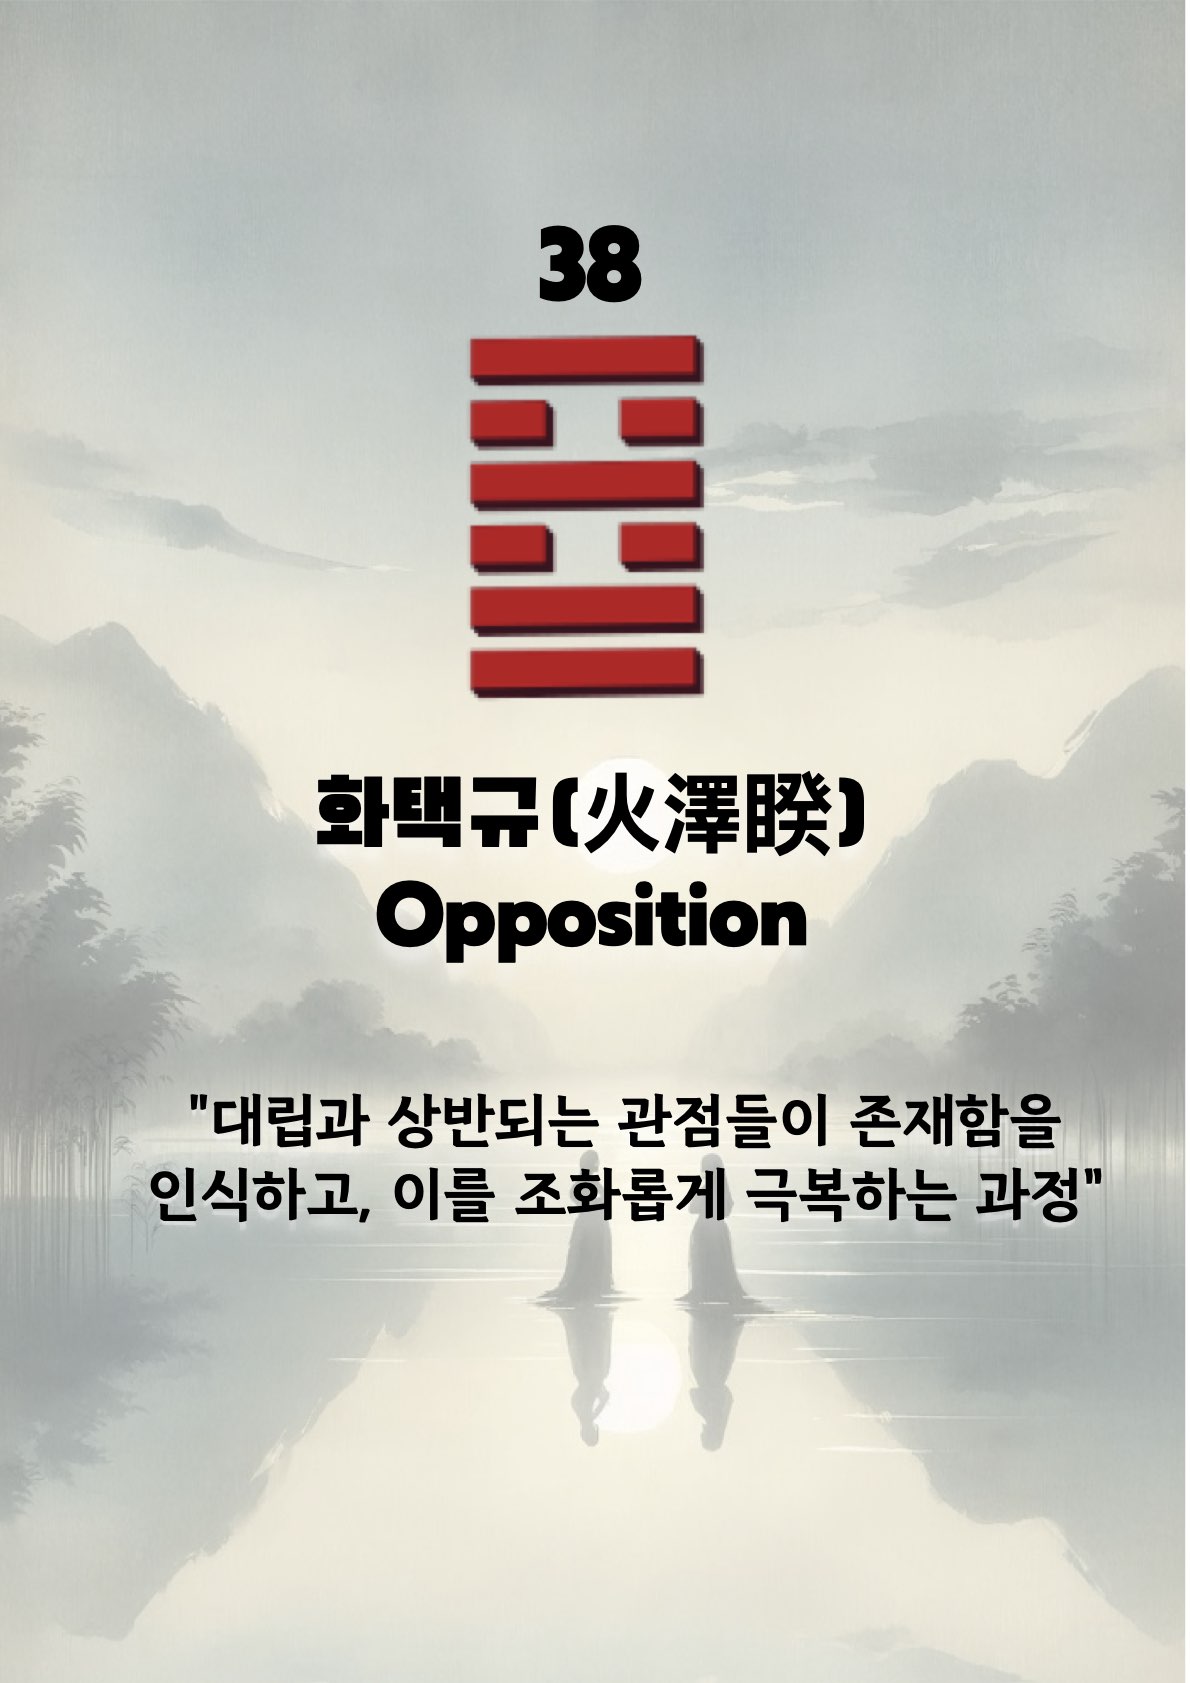 38
화택규(火澤睽)
Opposition
"대립과 상반되는 관점들이 존재함을
인식하고, 이를 조화롭게 극복하는 과정"